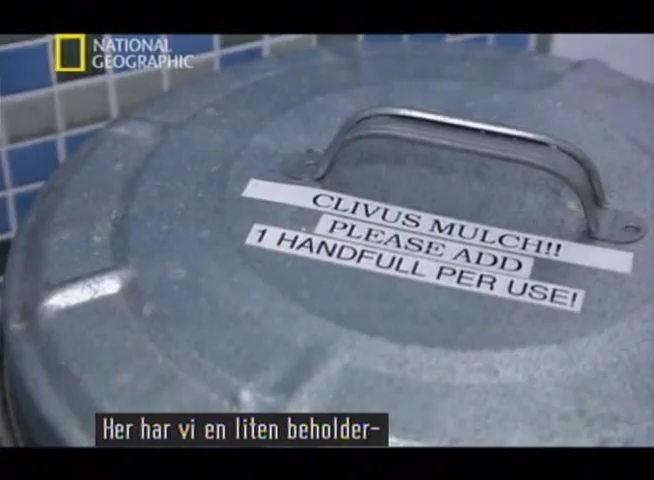 NATIONAL
GEOGRAPHIC
CLIVUS MULCH!!
PLEASE ADD
1 HANDFULL PER USE!
Her har vi en liten beholder-